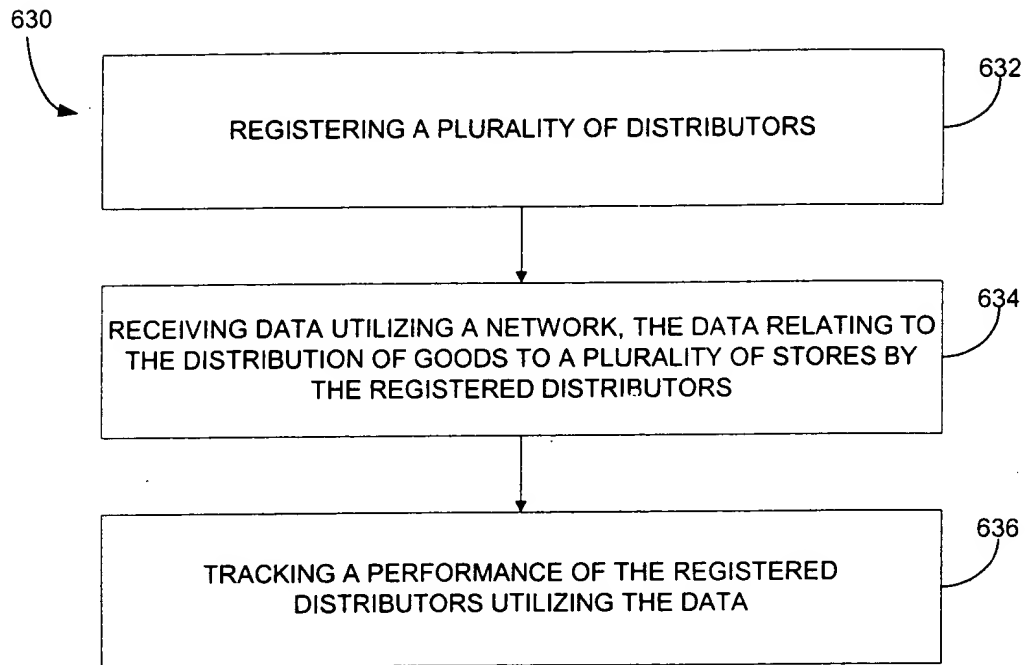 630
632
REGISTERING A PLURALITY OF DISTRIBUTORS
634
RECEIVING DATA UTILIZING A NETWORK, THE DATA RELATING TO
THE DISTRIBUTION OF GOODS TO A PLURALITY OF STORES BY
THE REGISTERED DISTRIBUTORS
636
TRACKING A PERFORMANCE OF THE REGISTERED
DISTRIBUTORS UTILIZING THE DATA